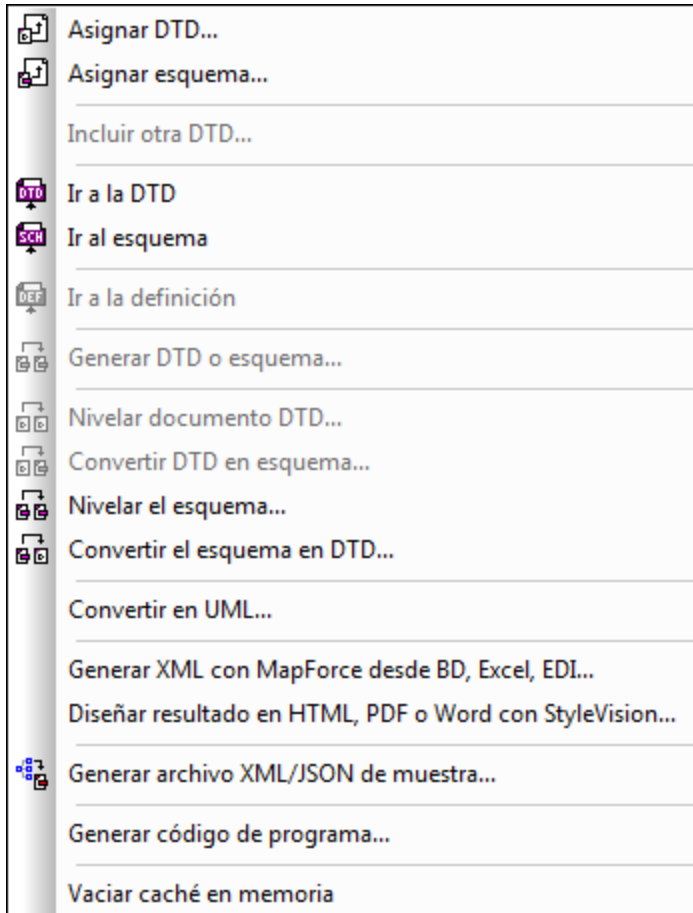 Asignar DTD...
Asignar esquema...
Incluir otra DTD...
DTD Ir a la DTD
SCH Ir al esquema
DEF Ir a la definición
Generar DTD o esquema...
Nivelar documento DTD...
Convertir DTD en esquema...
Nivelar el esquema...
Convertir el esquema en DTD...
Convertir en UML...
Generar XML con MapForce desde BD, Excel, EDI...
Diseñar resultado en HTML, PDF o Word con StyleVision...
Generar archivo XML/JSON de muestra...
Generar código de programa...
Vaciar caché en memoria